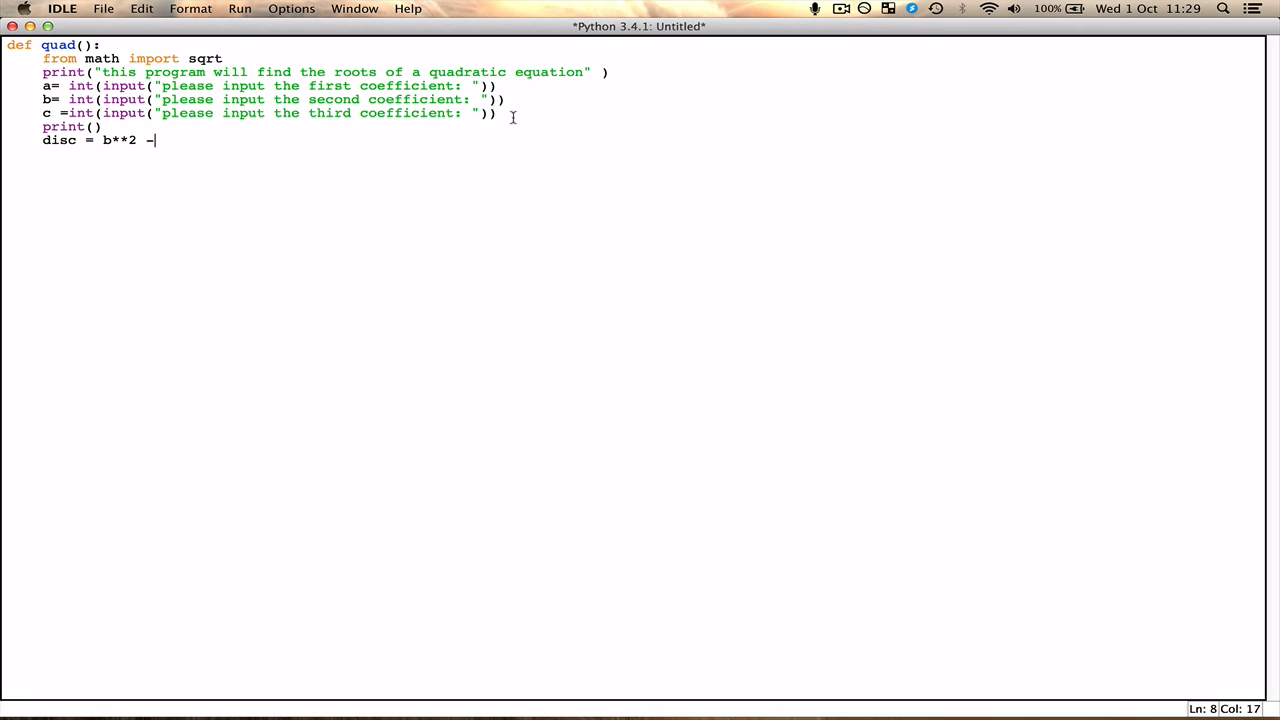 IDLE File Edit Format Run Options Window Help 100% Wed 1 Oct 11:29
*Python 3.4.1: Untitled*
def quad():
    from math import sqrt
    print("this program will find the roots of a quadratic equation" )
    a= int(input("please input the first coefficient: "))
    b= int(input("please input the second coefficient: "))
    c =int(input("please input the third coefficient: "))
    print()
    disc = b**2 -
Ln: 8 Col: 17